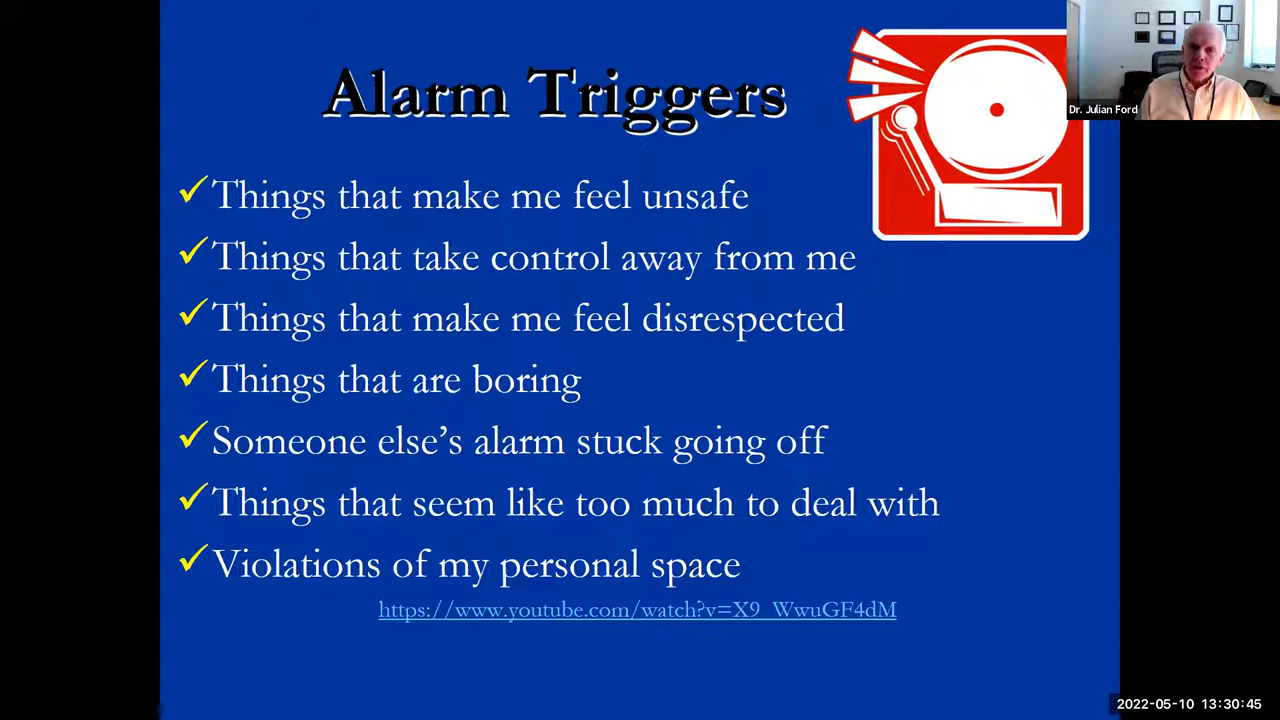 Alarm Triggers
Dr. Julian Ford
✓Things that make me feel unsafe
✓Things that take control away from me
✓Things that make me feel disrespected
✓Things that are boring
✓Someone else’s alarm stuck going off
✓Things that seem like too much to deal with
✓Violations of my personal space
https://www.youtube.com/watch?v=X9_WwuGF4dM
2022-05-10 13:30:45